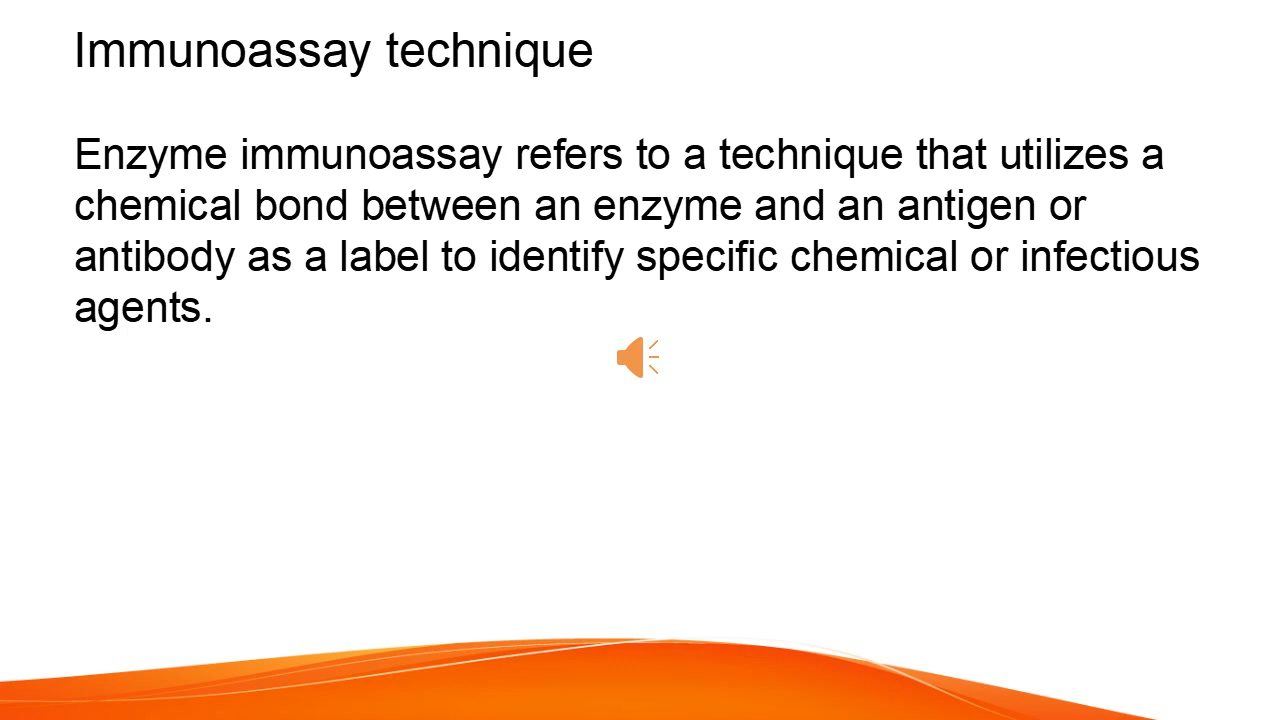 Immunoassay technique
Enzyme immunoassay refers to a technique that utilizes a
chemical bond between an enzyme and an antigen or
antibody as a label to identify specific chemical or infectious
agents.